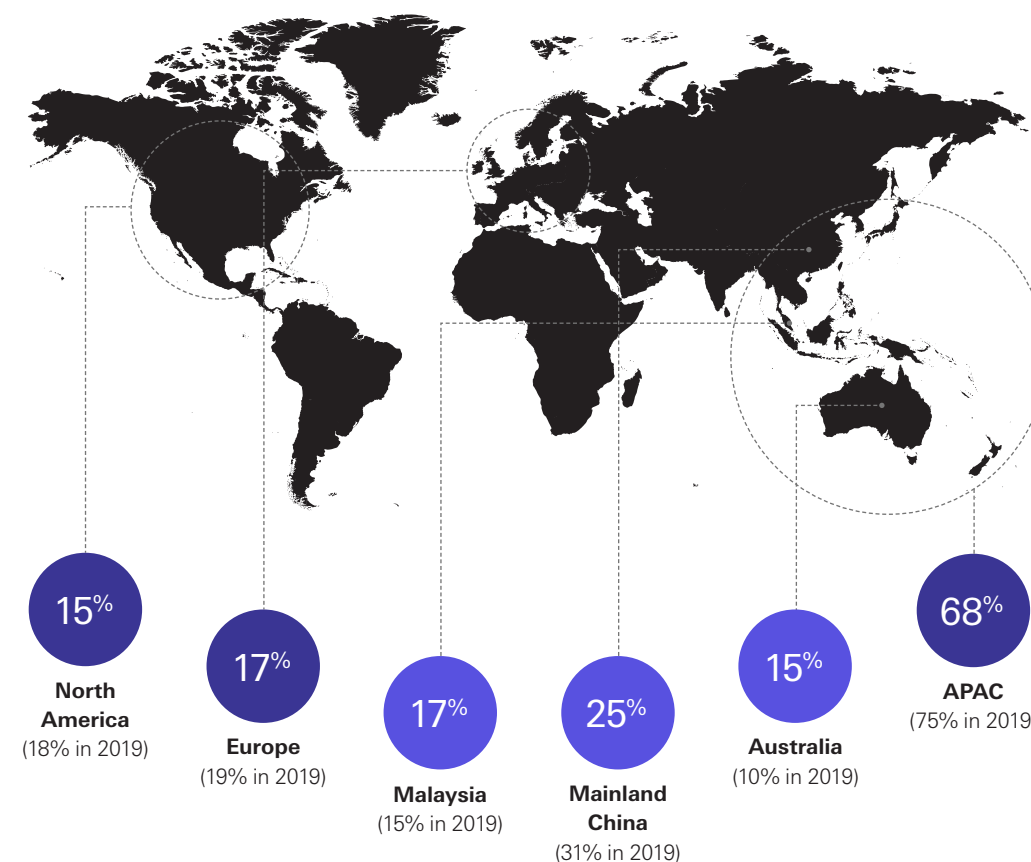 15%
North
America
(18% in 2019)
17%
Europe
(19% in 2019)
17%
Malaysia
(15% in 2019)
25%
Mainland
China
(31% in 2019)
15%
Australia
(10% in 2019)
68%
APAC
(75% in 2019